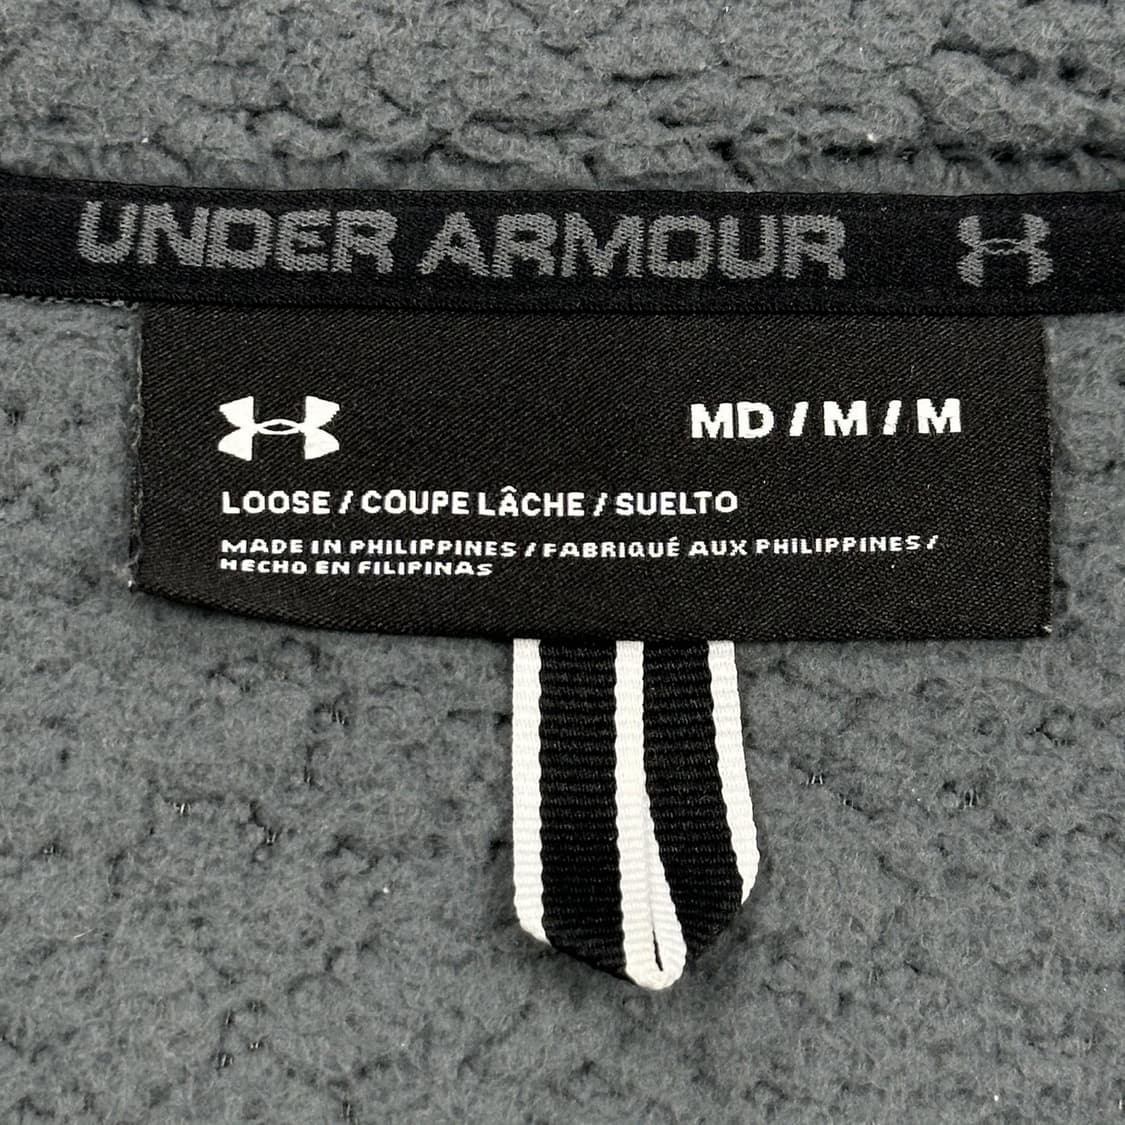 UNDER ARMOUR
MD / M / M
LOOSE / COUPE LÂCHE / SUELTO
MADE IN PHILIPPINES / FABRIQUÉ AUX PHILIPPINES /
HECHO EN FILIPINAS